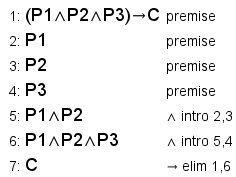 1: (P1∧P2∧P3)→C premise
2: P1 premise
3: P2 premise
4: P3 premise
5: P1∧P2 ∧ intro 2,3
6: P1∧P2∧P3 ∧ intro 5,4
7: C → elim 1,6